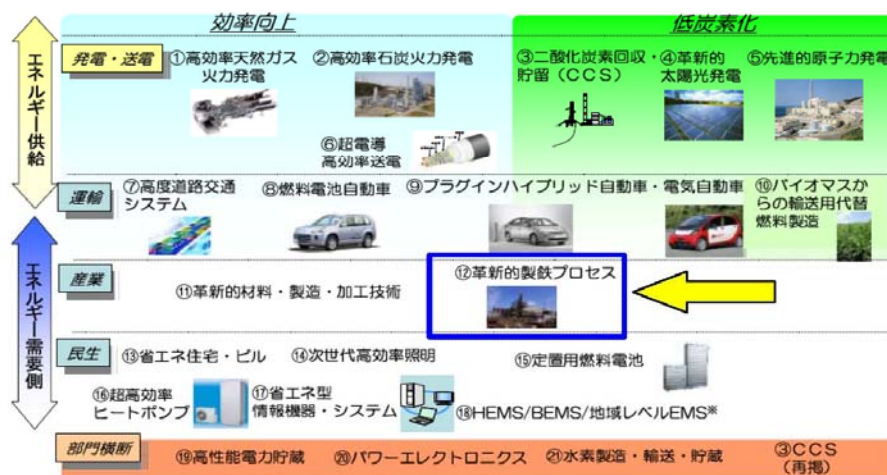 効率向上
低炭素化
エネルギー供給
発電・送電
①高効率天然ガス
火力発電
②高効率石炭火力発電
③二酸化炭素回収・
貯留（CCS）
④革新的
太陽光発電
⑤先進的原子力発電
⑥超電導
高効率送電
運輸
⑦高度道路交通
システム
⑧燃料電池自動車
⑨プラグインハイブリッド自動車・電気自動車
⑩バイオマスか
らの輸送用代替
燃料製造
エネルギー需要側
産業
⑪革新的材料・製造・加工技術
⑫革新的製鉄プロセス
民生
⑬省エネ住宅・ビル
⑭次世代高効率照明
⑮定置用燃料電池
⑯超高効率
ヒートポンプ
⑰省エネ型
情報機器・システム
⑱HEMS/BEMS/地域レベルEMS※
部門横断
⑲高性能電力貯蔵
⑳パワーエレクトロニクス
㉑水素製造・輸送・貯蔵
③CCS
（再掲）